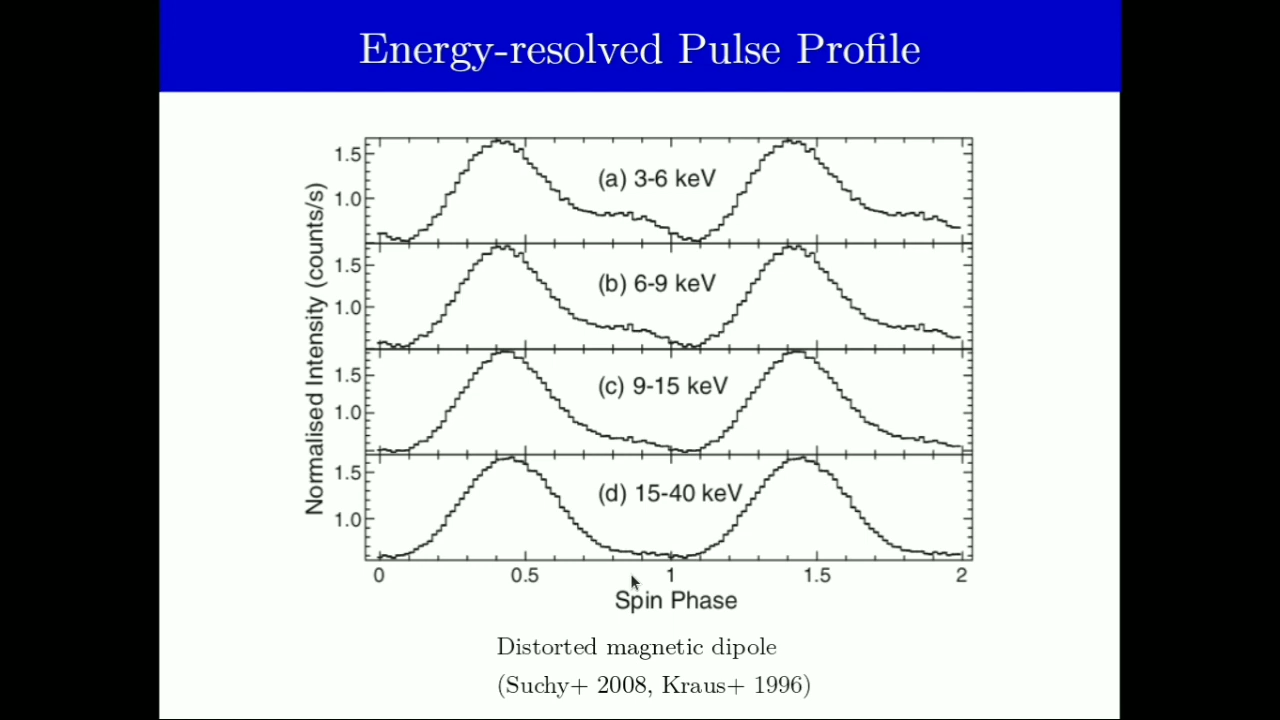 Energy-resolved Pulse Profile
Normalised Intensity (counts/s)
1.5
1.0
(a) 3-6 keV
1.5
1.0
(b) 6-9 keV
1.5
1.0
(c) 9-15 keV
1.5
1.0
(d) 15-40 keV
0 0.5 1 1.5 2
Spin Phase
Distorted magnetic dipole
(Suchy+ 2008, Kraus+ 1996)